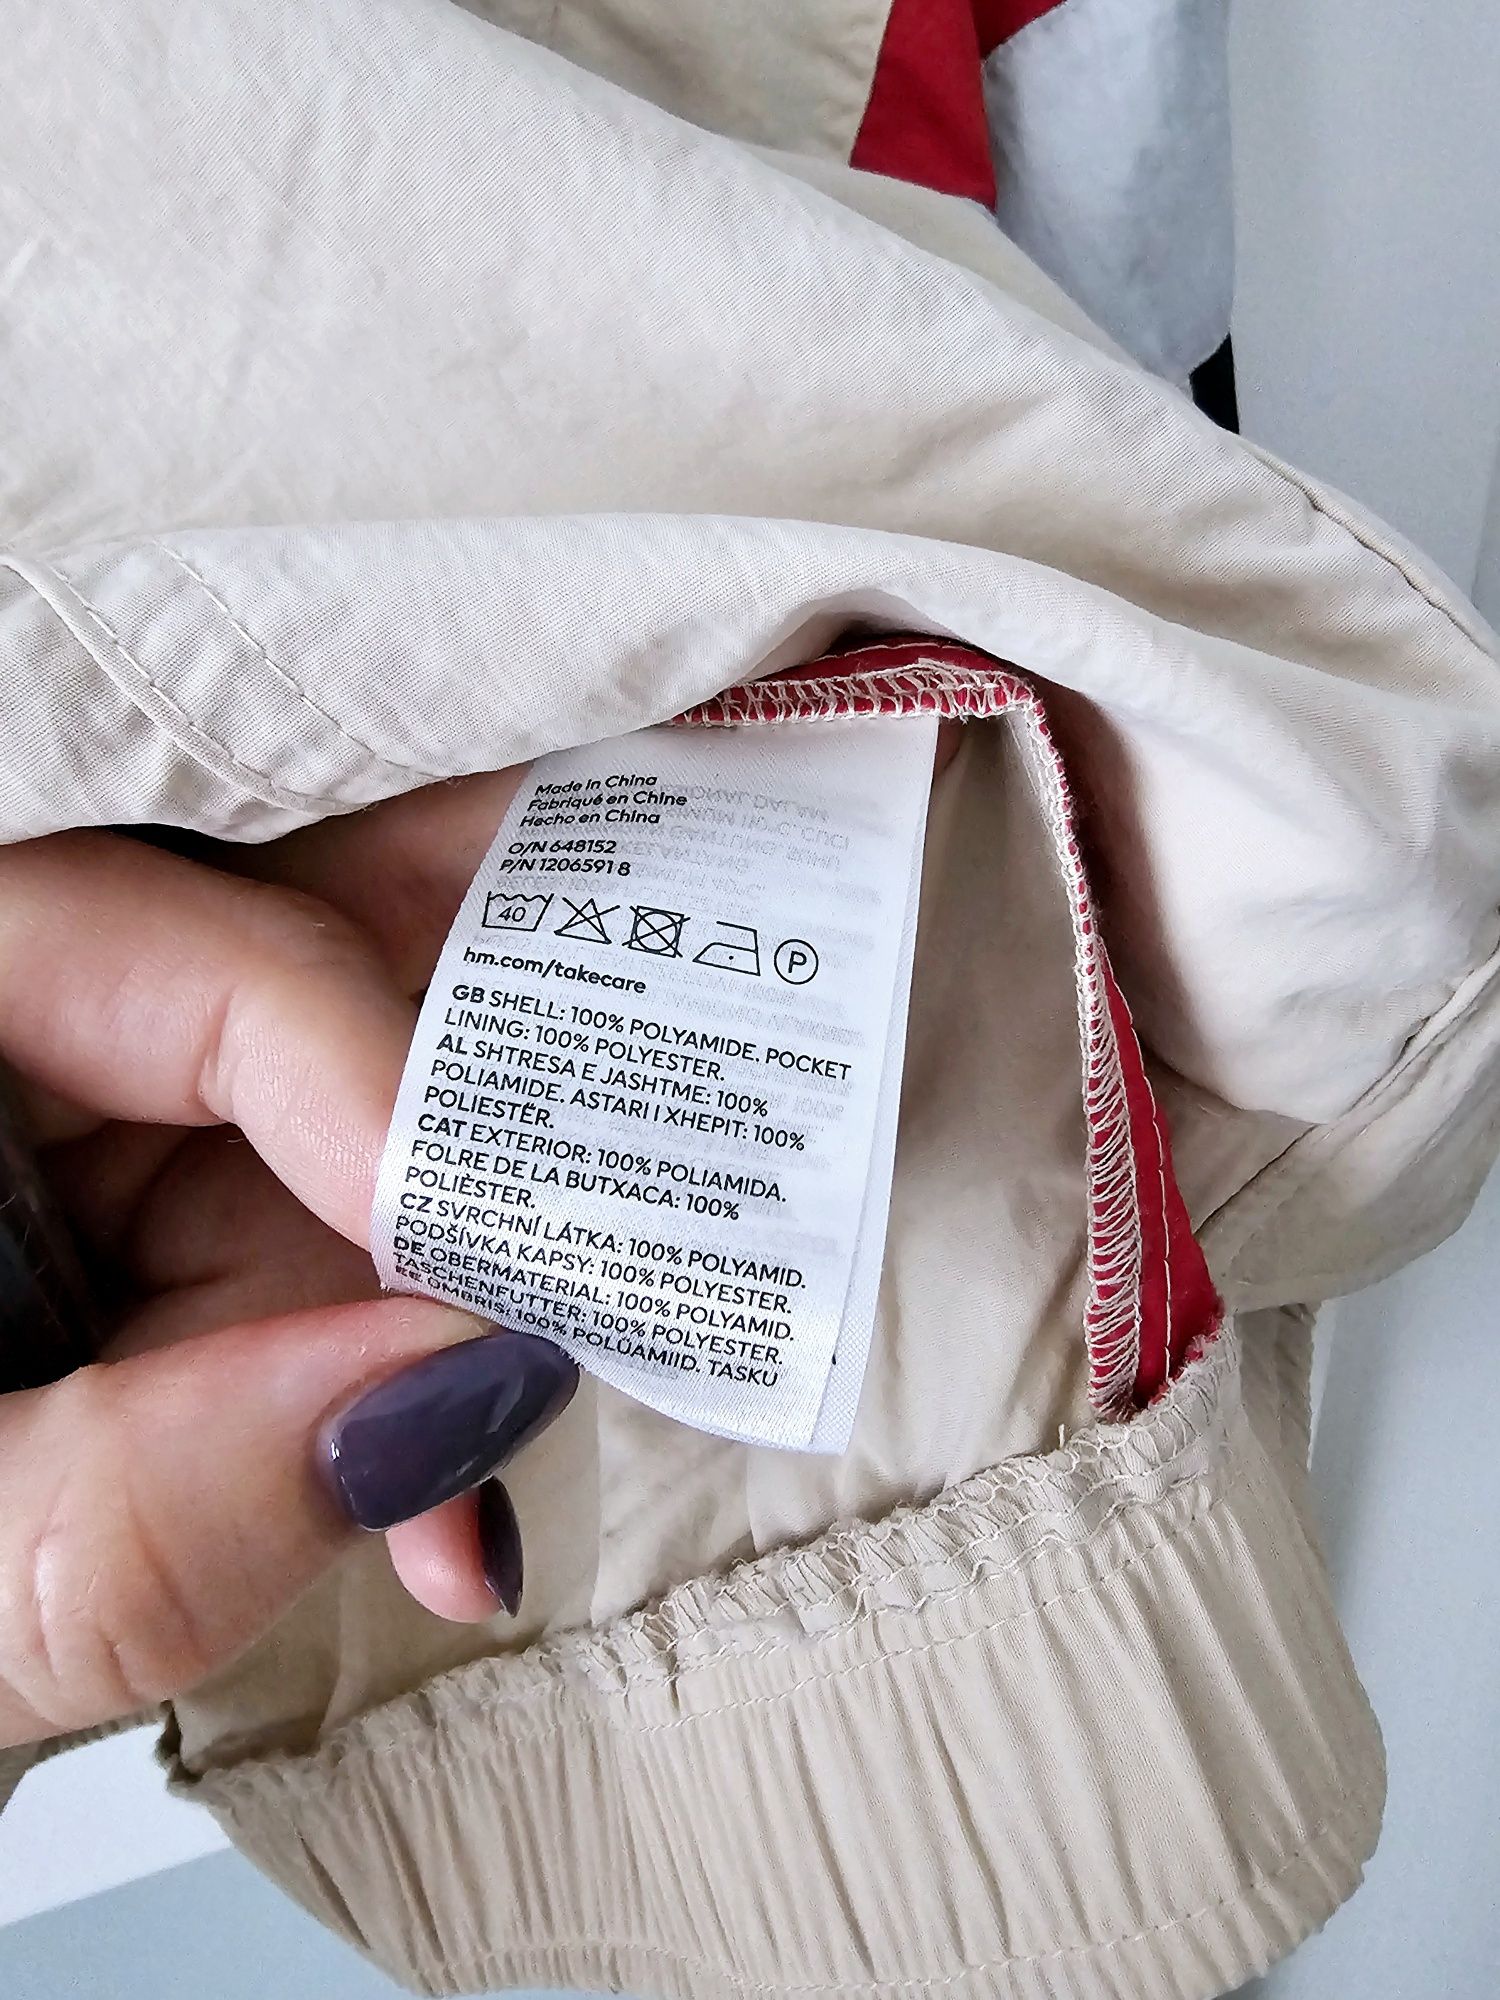 Made in China
Fabriqué en Chine
Hecho en China
O/N 648152
P/N 1206591 8
40
P
hm.com/takecare
GB SHELL: 100% POLYAMIDE. POCKET
LINING: 100% POLYESTER.
AL SHTRESA E JASHTME: 100%
POLIAMIDE. ASTARI I XHEPIT: 100%
POLIESTËR.
CAT EXTERIOR: 100% POLIAMIDA.
FOLRE DE LA BUTXACA: 100%
POLIÈSTER.
CZ SVRCHNÍ LÁTKA: 100% POLYAMID.
PODŠÍVKA KAPSY: 100% POLYESTER.
DE OBERMATERIAL: 100% POLYAMID.
TASCHENFUTTER: 100% POLYESTER.
EE ÜMBRIS: 100% POLÜAMIID. TASKU